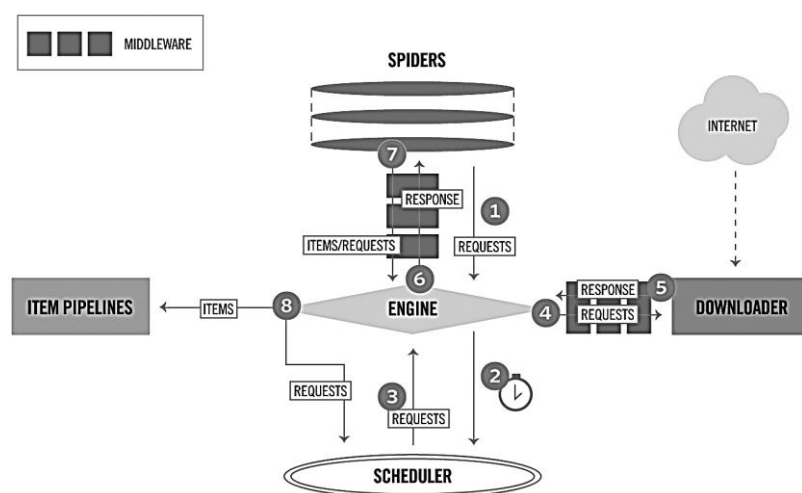 MIDDLEWARE
SPIDERS
INTERNET
7
RESPONSE
1
ITEMS/REQUESTS
REQUESTS
6
RESPONSE
5
ITEM PIPELINES
ITEMS
8
ENGINE
4
REQUESTS
DOWNLOADER
2
REQUESTS
3
REQUESTS
SCHEDULER